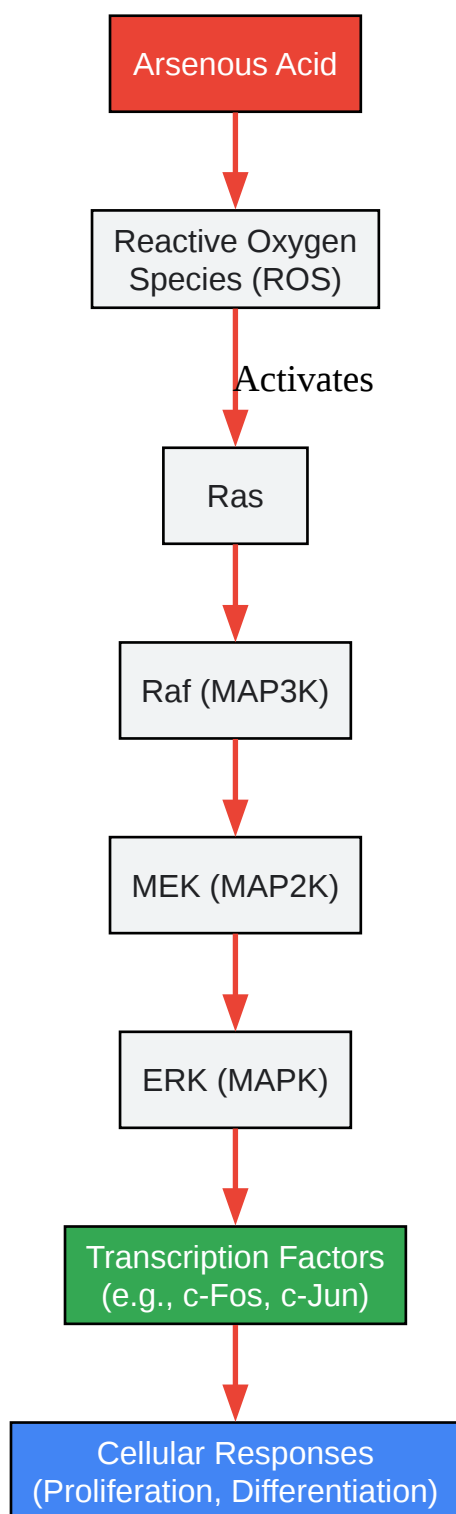 Arsenous Acid
Reactive Oxygen
Species (ROS)
Activates
Ras
Raf (MAP3K)
MEK (MAP2K)
ERK (MAPK)
Transcription Factors
(e.g., c-Fos, c-Jun)
Cellular Responses
(Proliferation, Differentiation)